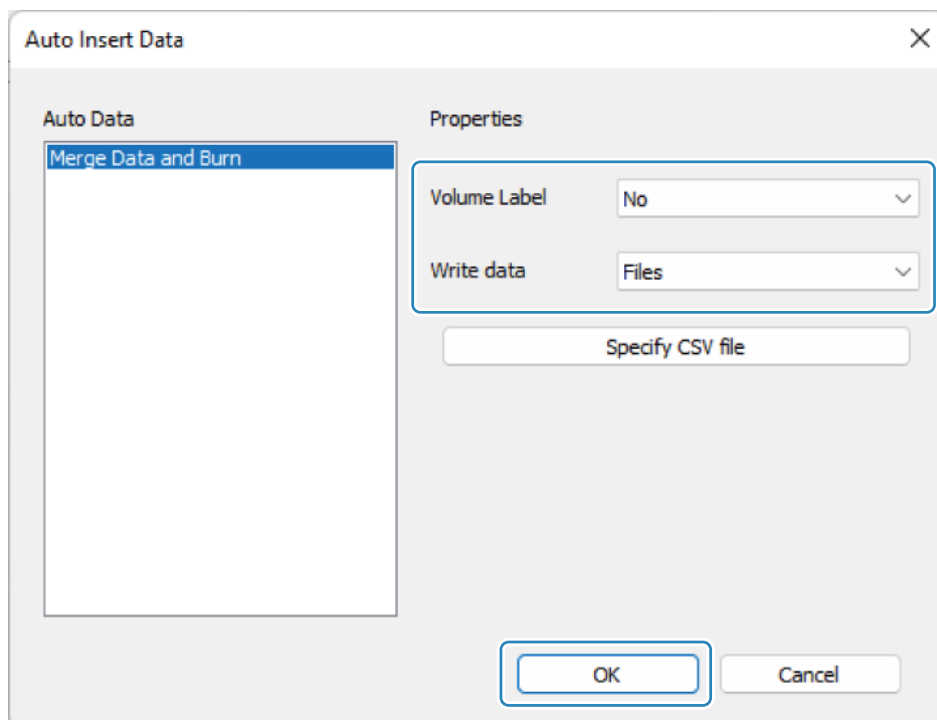 Auto Insert Data
Auto Data
Merge Data and Burn
Properties
Volume Label No
Write data Files
Specify CSV file
OK Cancel